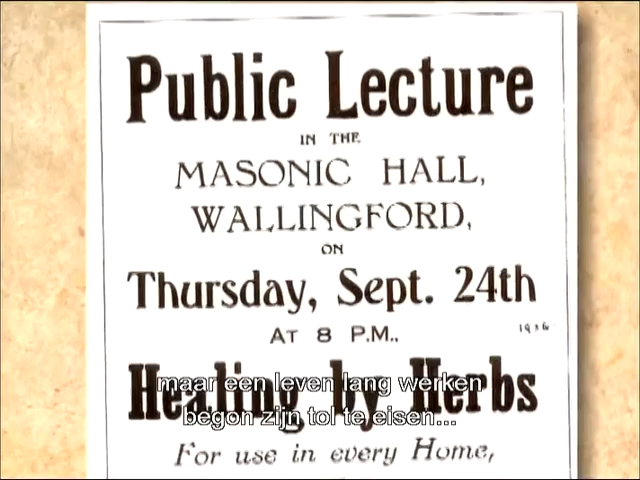 Public Lecture
IN THE
MASONIC HALL,
WALLINGFORD,
ON
Thursday, Sept. 24th
AT 8 P.M..
1936
Healing by Herbs
maar een leven lang werken
begon zijn tol te eisen...
For use in every Home,